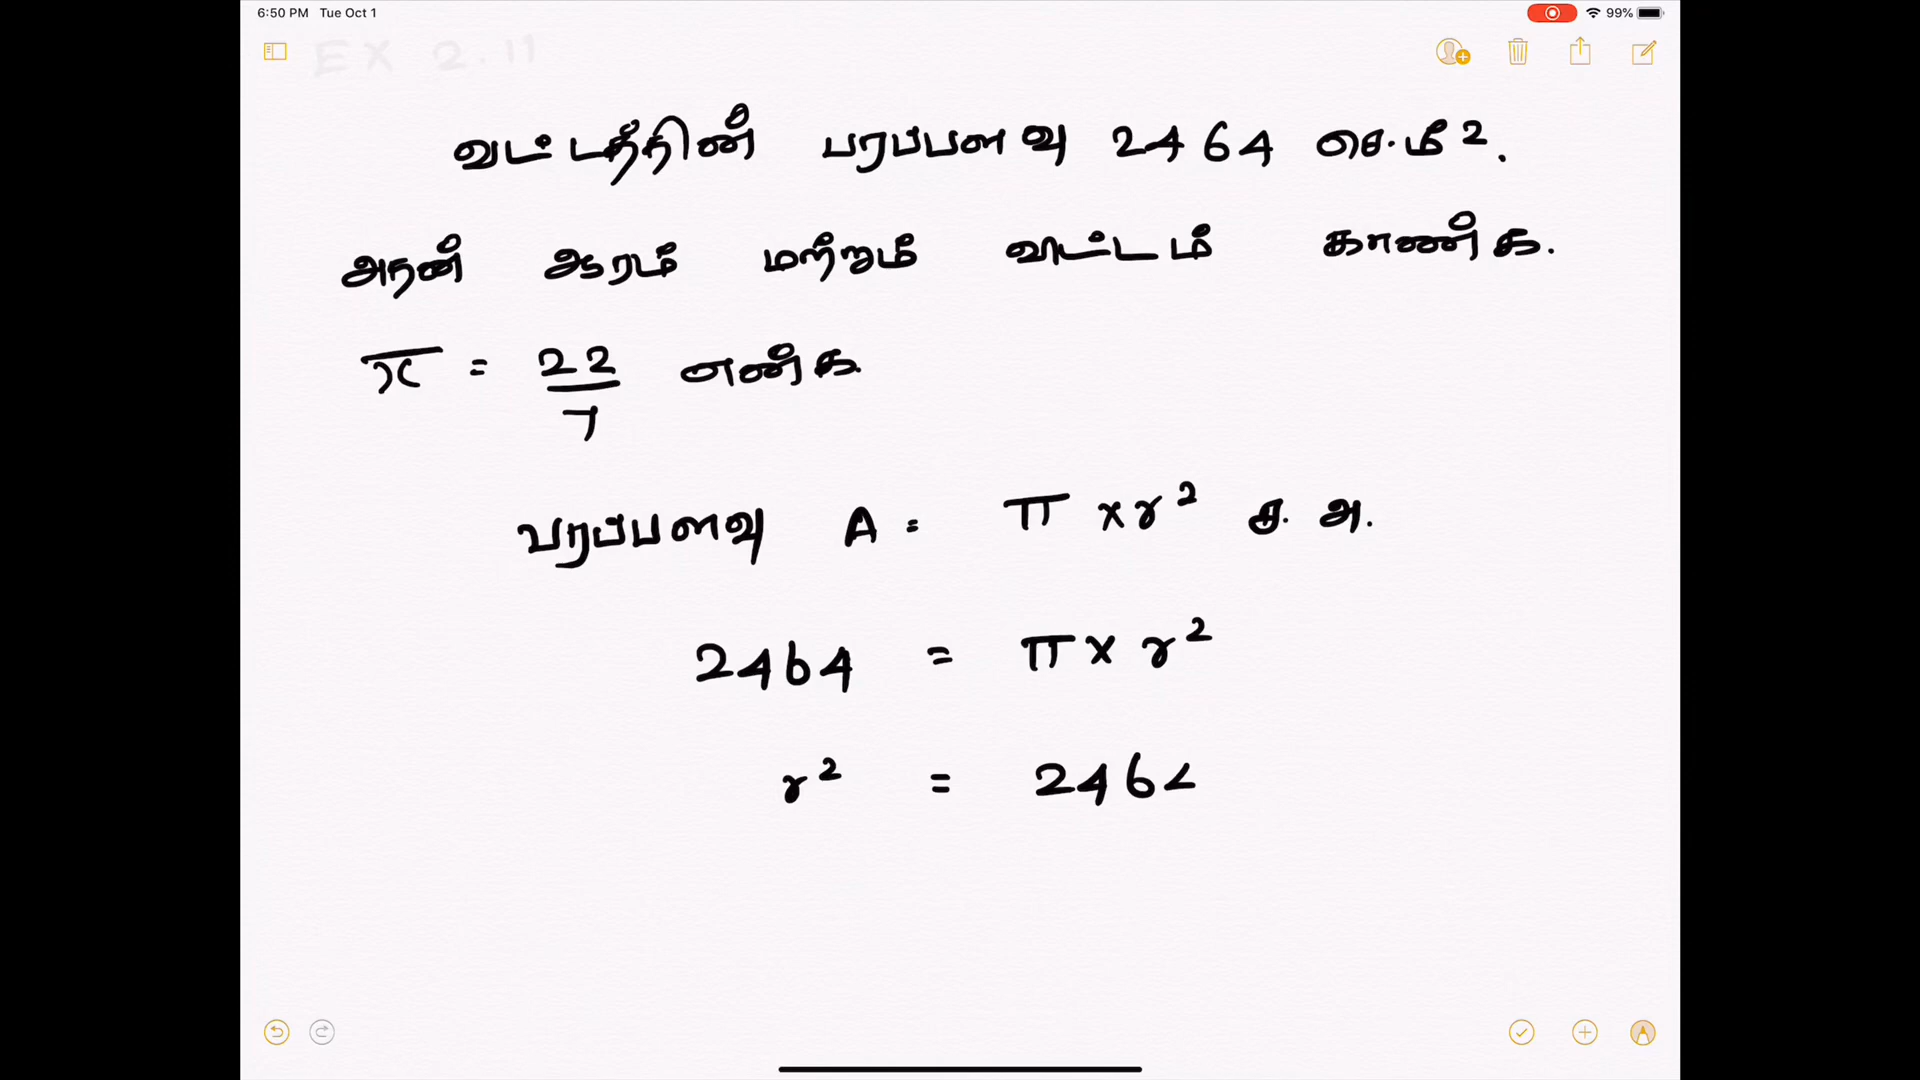 6:50 PM Tue Oct 1 99%
EX 2.11
வட்டத்தின் பரப்பளவு 2464 செ.மீ².
அதன் ஆரம் மற்றும் விட்டம் காண்க.
π = 22/7 எண்க
பரப்பளவு A = π × r² ச. அ.
2464 = π × r²
r² = 246